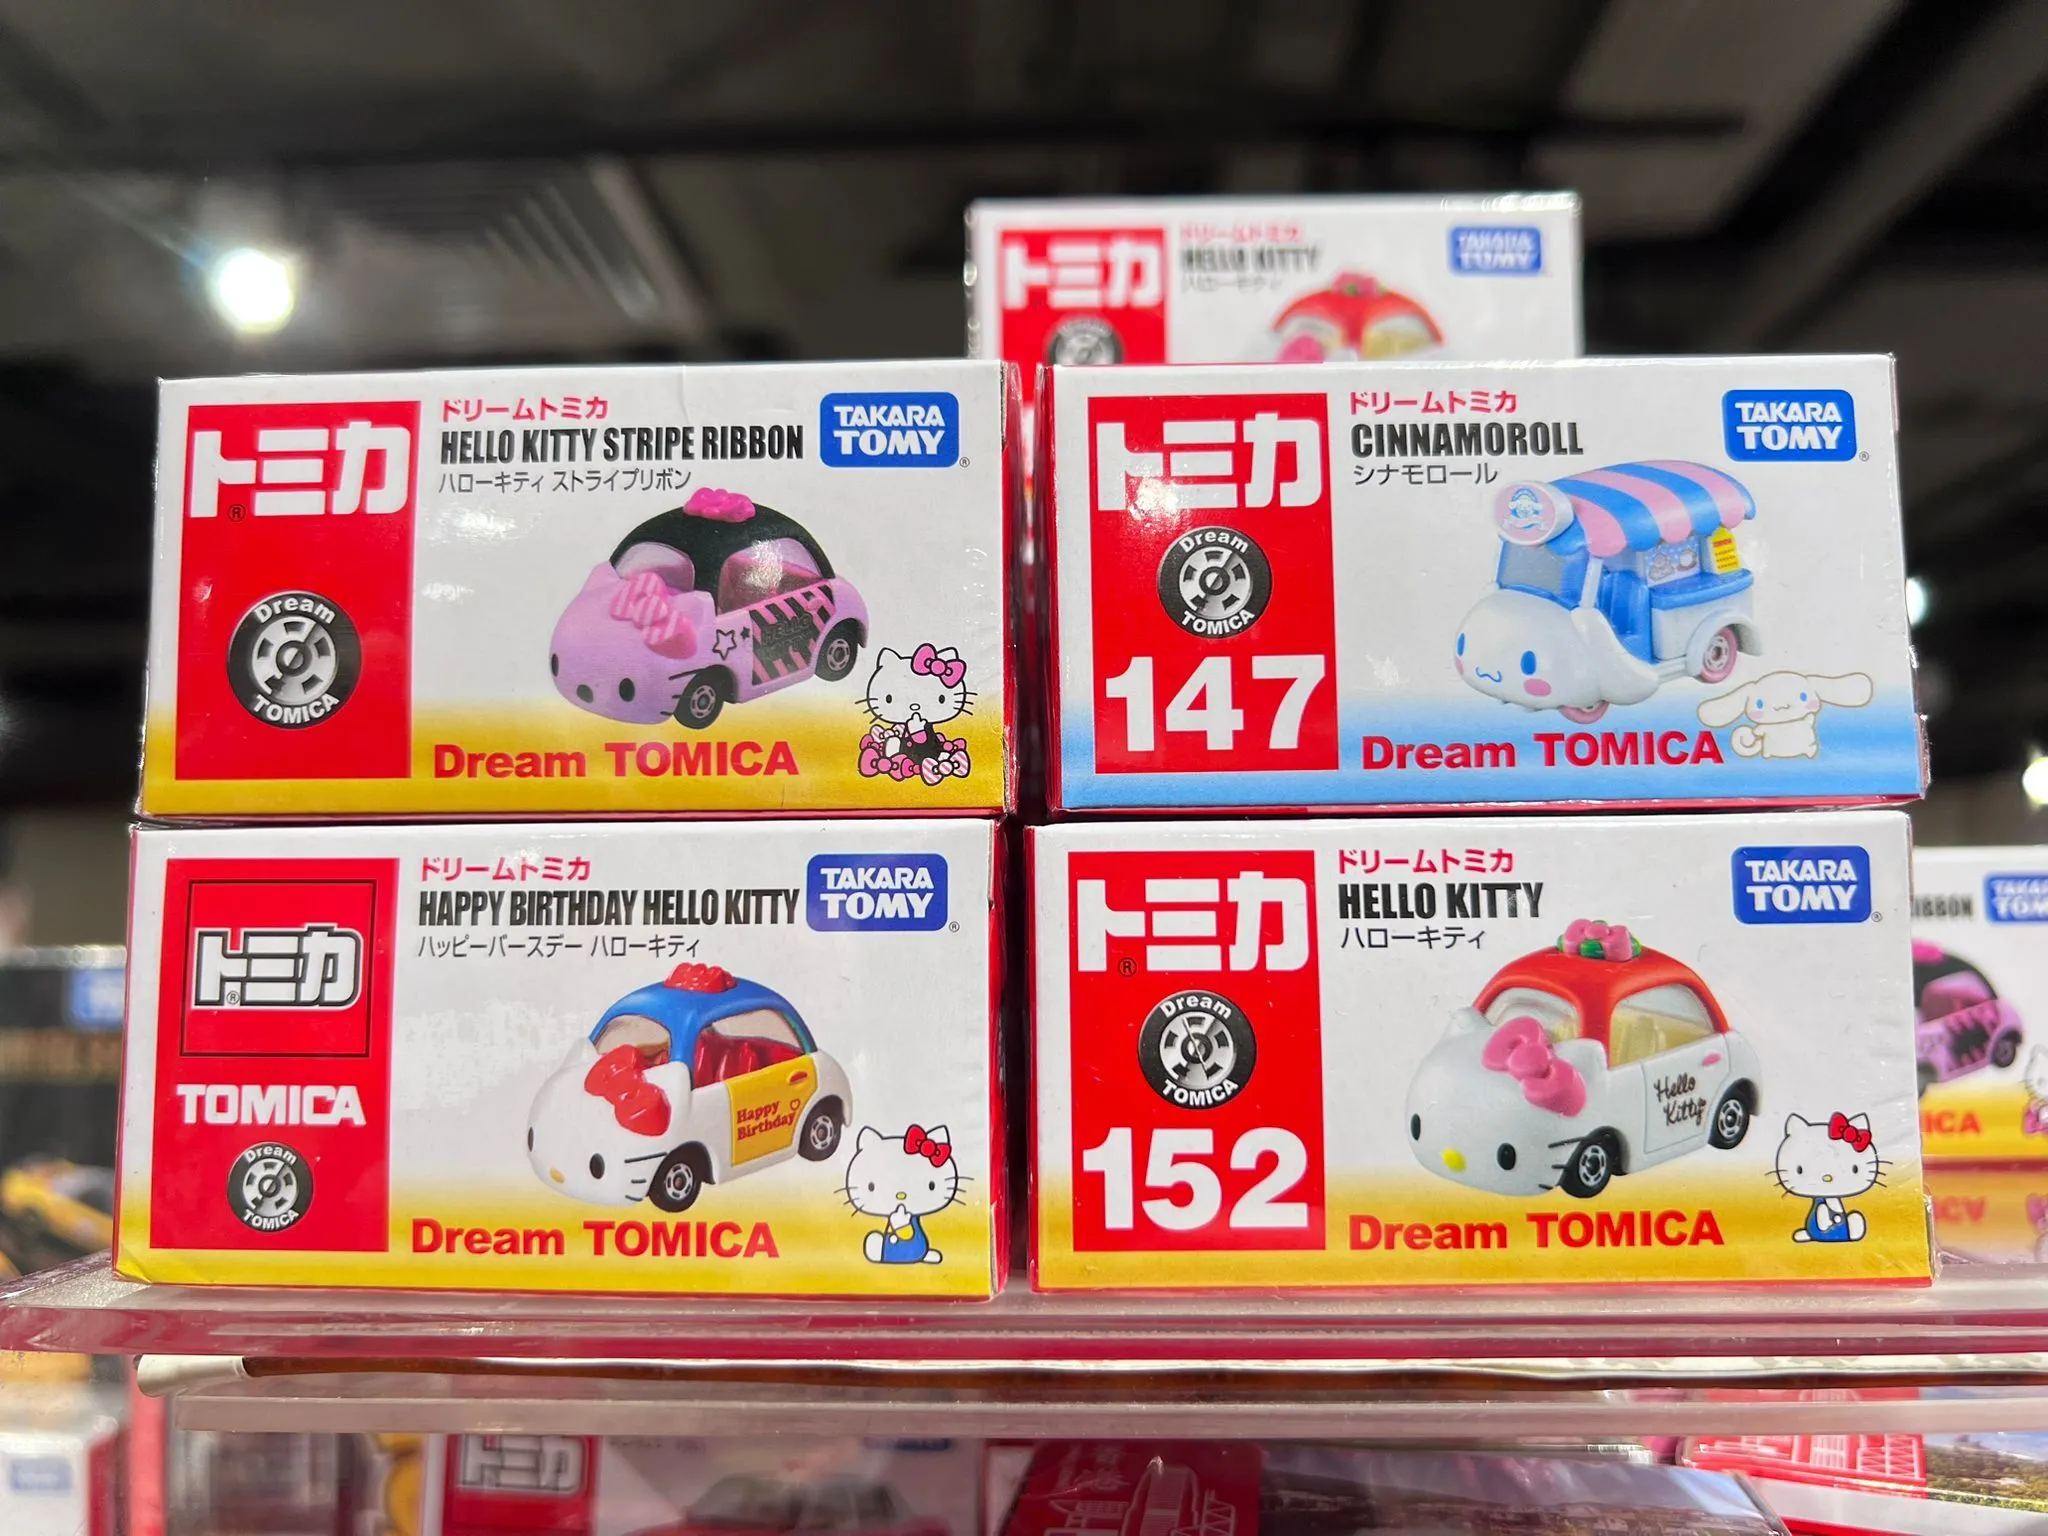 トミカ
ドリームトミカ
HELLO KITTY
ハローキティ
TAKARA
TOMY
トミカ®
Dream
TOMICA
ドリームトミカ
HELLO KITTY STRIPE RIBBON
ハローキティ ストライプリボン
TAKARA
TOMY®
Dream TOMICA
トミカ
Dream
TOMICA
147
ドリームトミカ
CINNAMOROLL
シナモロール
TAKARA
TOMY®
Dream TOMICA
トミカ®
TOMICA
Dream
TOMICA
ドリームトミカ
HAPPY BIRTHDAY HELLO KITTY
ハッピーバースデー ハローキティ
TAKARA
TOMY®
Happy
Birthday
Dream TOMICA
トミカ®
Dream
TOMICA
152
ドリームトミカ
HELLO KITTY
ハローキティ
TAKARA
TOMY®
Hello
Kitty
Dream TOMICA
トミカ